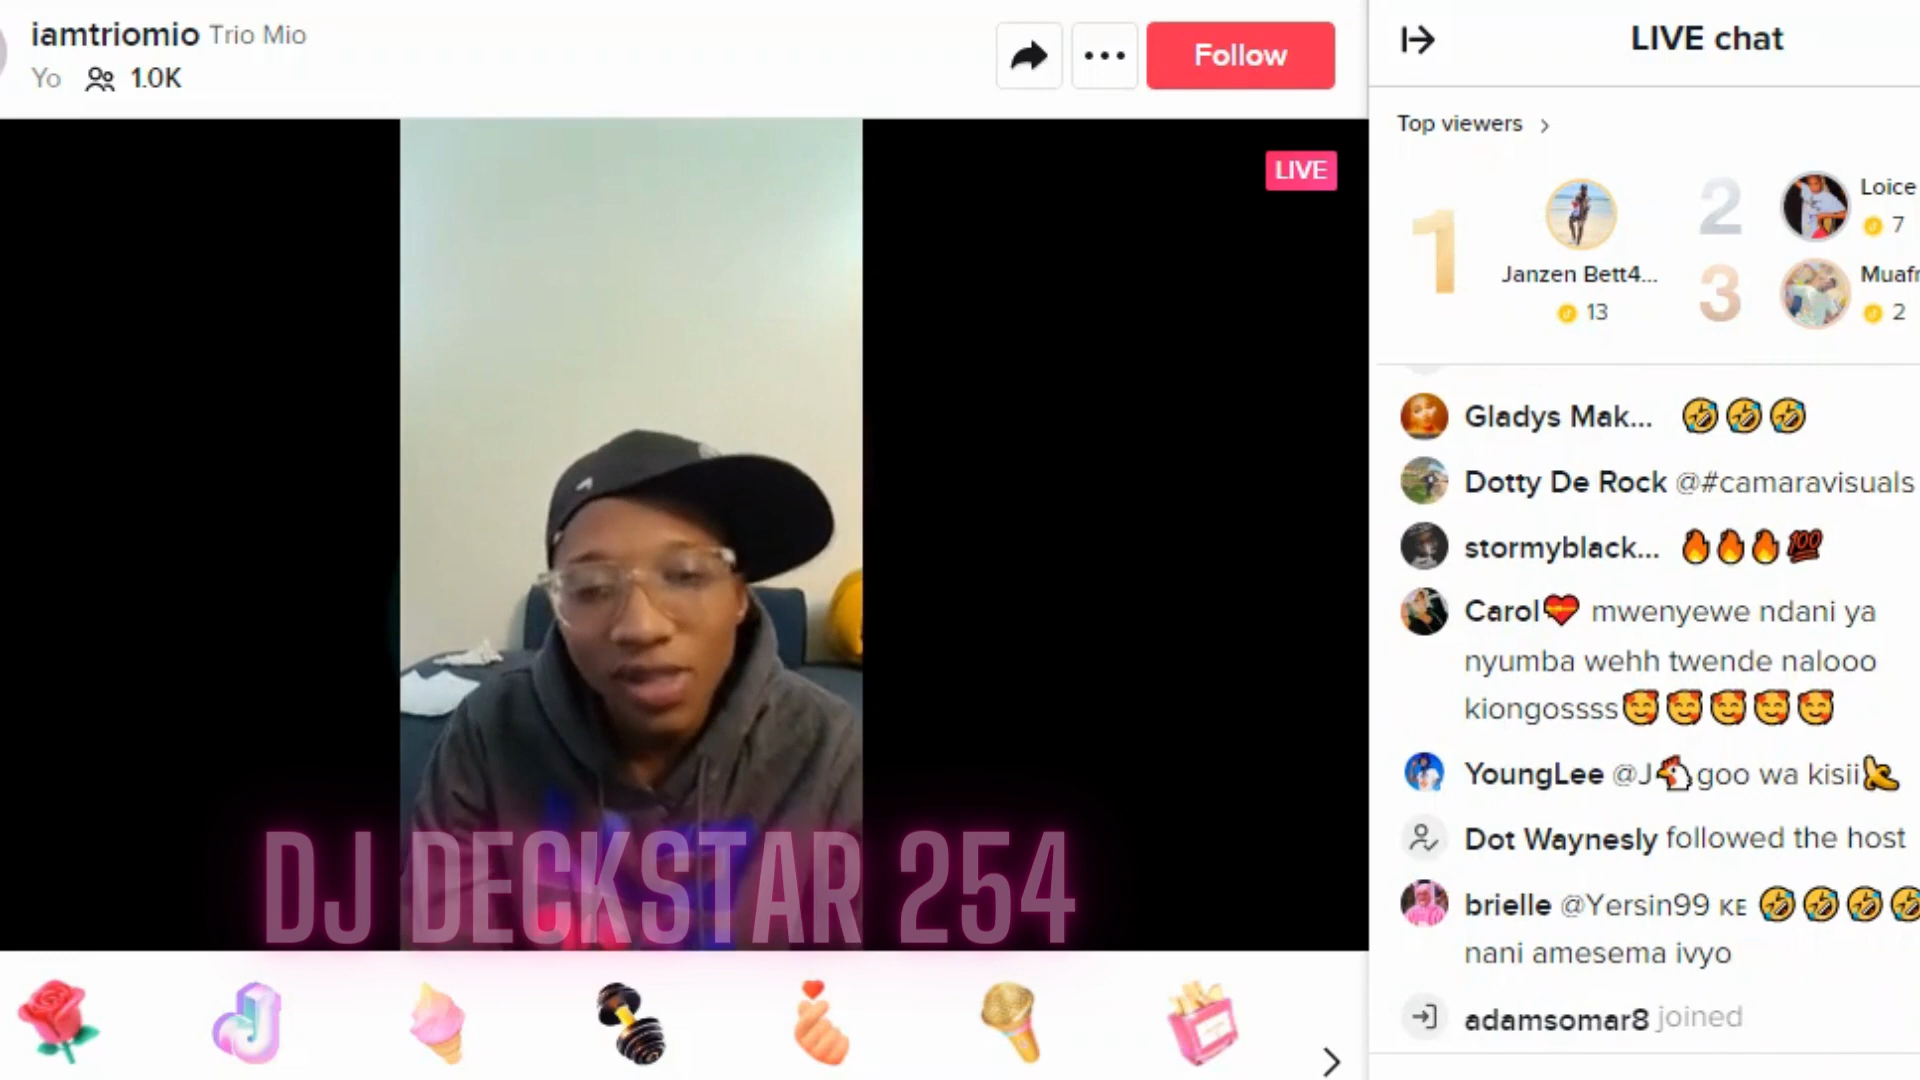 iamtriomio Trio Mio
Yo 1.0K
Follow
LIVE
DJ DECKSTAR 254
LIVE chat
Top viewers
1
Janzen Bett4...
13
2
Loice
7
3
2
Gladys Mak... 🤣🤣🤣
Dotty De Rock @#camaravisuals
stormyblack... 🔥🔥🔥💯
Carol💝 mwenyewe ndani ya
nyumba wehh twende nalooo
kiongossss🥰🥰🥰🥰🥰
YoungLee @J🐔goo wa kisii🍌
Dot Waynesly followed the host
brielle @Yersin99 ᴋᴇ 🤣🤣🤣🤣
nani amesema ivyo
adamsomar8 joined